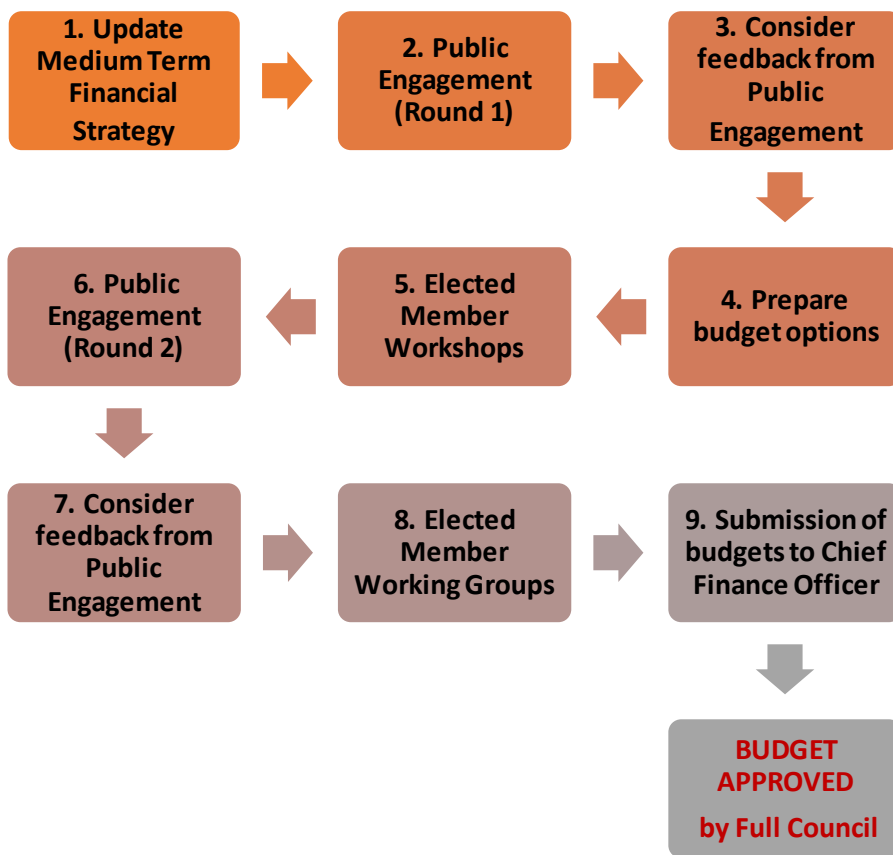 1. Update
Medium Term
Financial
Strategy
2. Public
Engagement
(Round 1)
3. Consider
feedback from
Public
Engagement
4. Prepare
budget options
5. Elected
Member
Workshops
6. Public
Engagement
(Round 2)
7. Consider
feedback from
Public
Engagement
8. Elected
Member
Working Groups
9. Submission of
budgets to Chief
Finance Officer
BUDGET
APPROVED
by Full Council